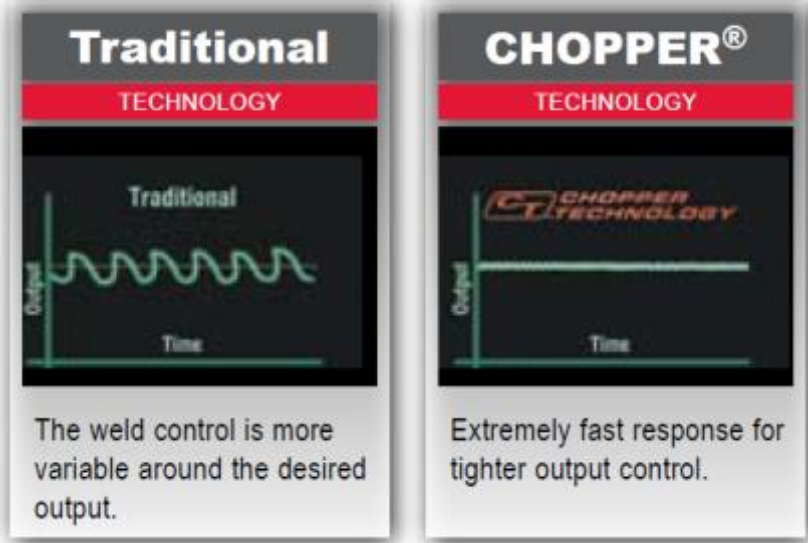 Traditional
TECHNOLOGY
Traditional
Output
Time
The weld control is more
variable around the desired
output.
CHOPPER®
TECHNOLOGY
CT CHOPPER
TECHNOLOGY
Output
Time
Extremely fast response for
tighter output control.